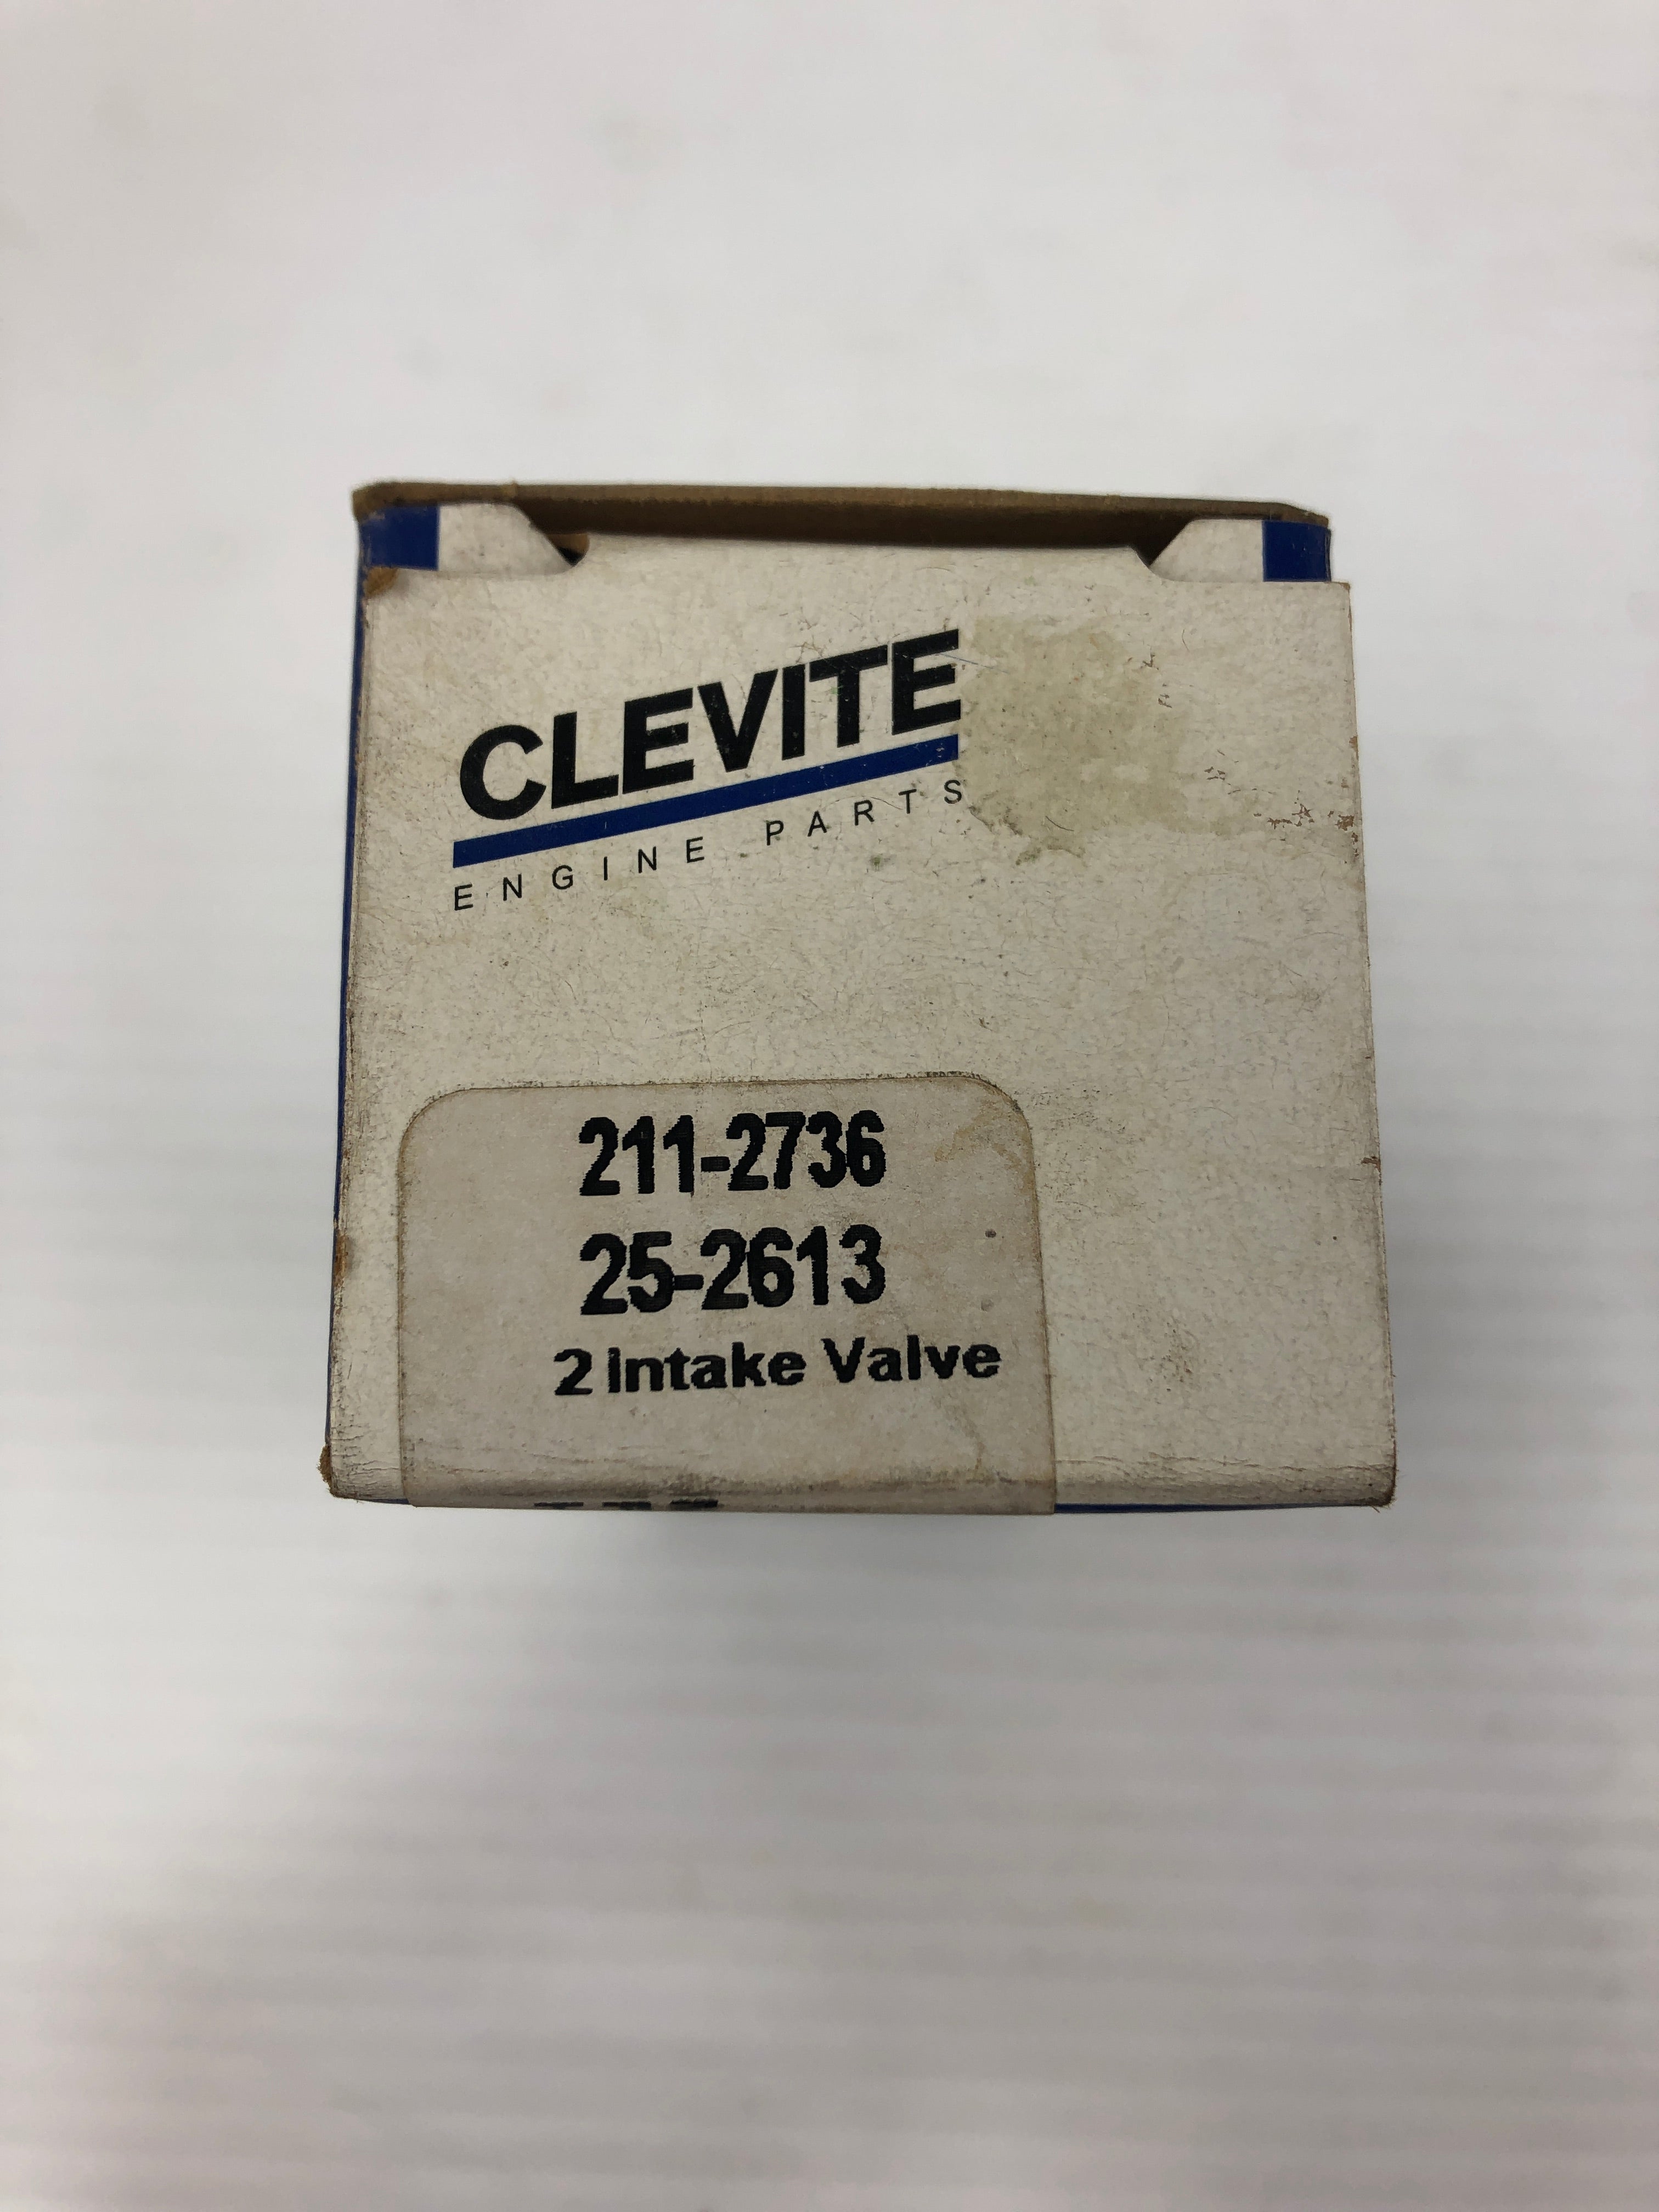 CLEVITE
ENGINE PARTS
211-2736
25-2613
2 Intake Valve